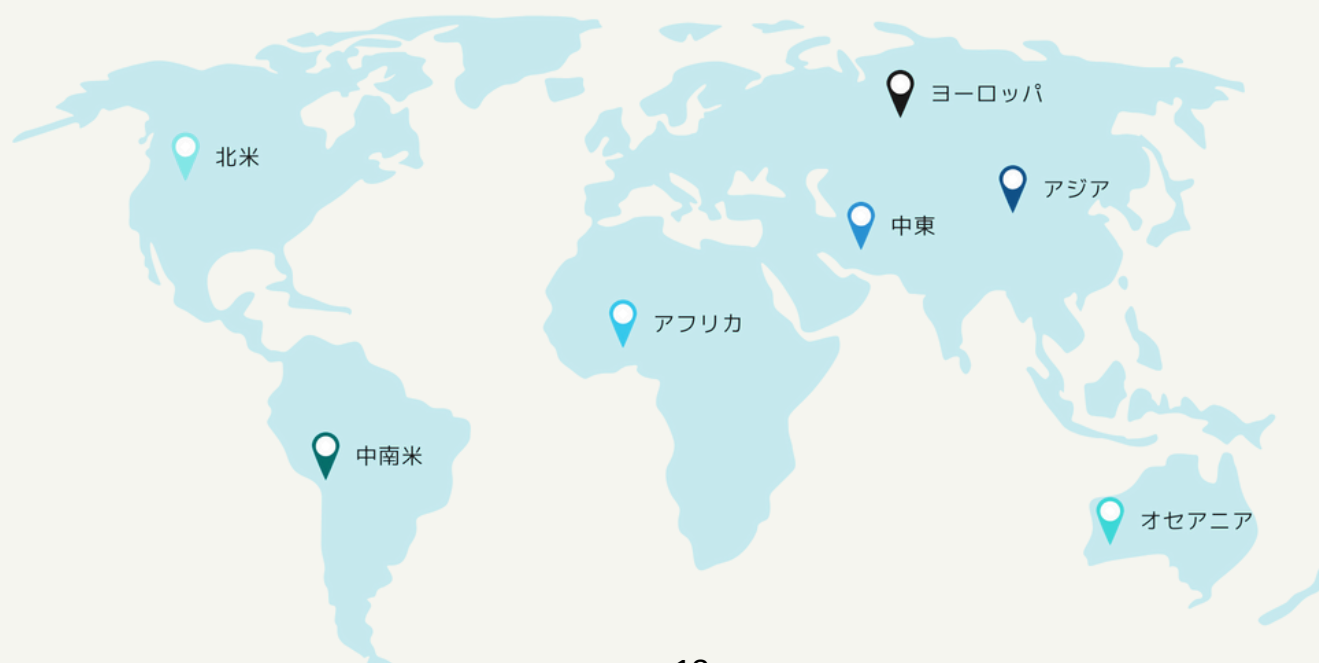 ヨーロッパ
北米
アジア
中東
アフリカ
中南米
オセアニア